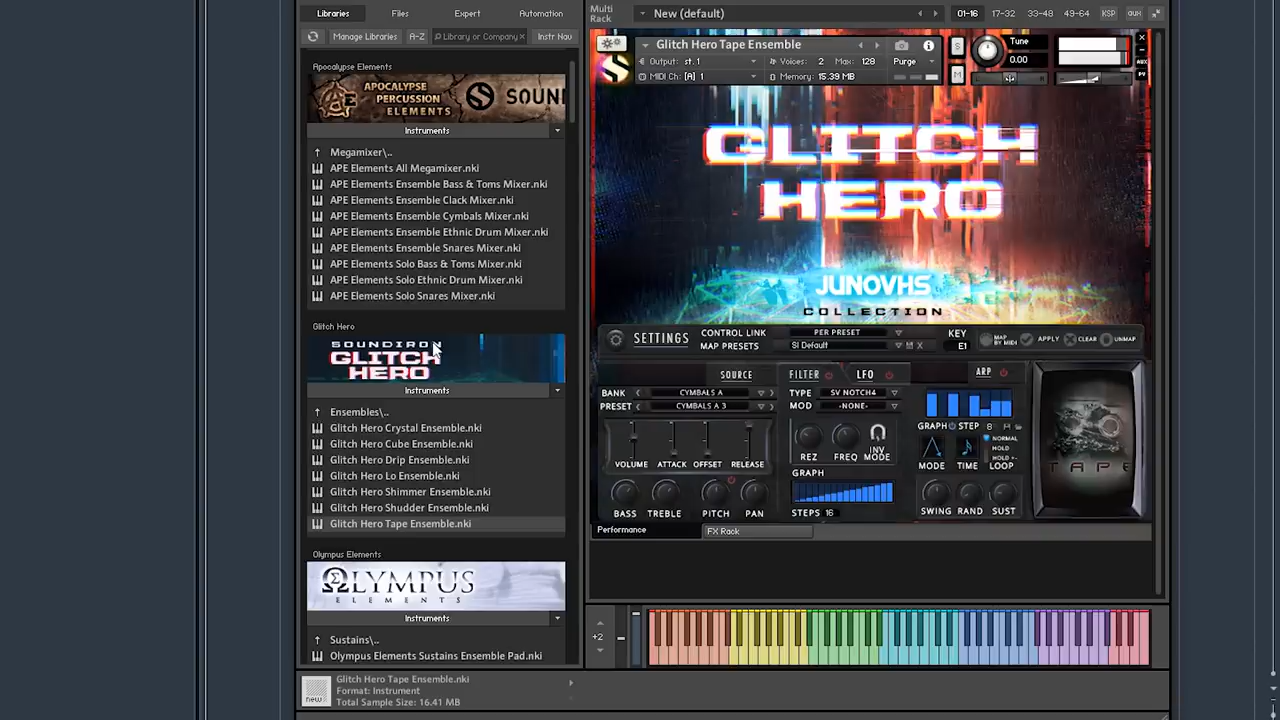 Libraries
Files
Expert
Automation
Manage Libraries
A-Z
Library or Company
Instr Nav
Apocalypse Elements
APOCALYPSE
PERCUSSION
ELEMENTS
SOUN
Instruments
Megamixer\..
APE Elements All Megamixer.nki
APE Elements Ensemble Bass & Toms Mixer.nki
APE Elements Ensemble Clack Mixer.nki
APE Elements Ensemble Cymbals Mixer.nki
APE Elements Ensemble Ethnic Drum Mixer.nki
APE Elements Ensemble Snares Mixer.nki
APE Elements Solo Bass & Toms Mixer.nki
APE Elements Solo Ethnic Drum Mixer.nki
APE Elements Solo Snares Mixer.nki
Glitch Hero
SOUNDIRON
GLITCH
HERO
Instruments
Ensembles\..
Glitch Hero Crystal Ensemble.nki
Glitch Hero Cube Ensemble.nki
Glitch Hero Drip Ensemble.nki
Glitch Hero Lo Ensemble.nki
Glitch Hero Shimmer Ensemble.nki
Glitch Hero Shudder Ensemble.nki
Glitch Hero Tape Ensemble.nki
Olympus Elements
OLYMPUS
ELEMENTS
Instruments
Sustains\..
Olympus Elements Sustains Ensemble Pad.nki
new
Glitch Hero Tape Ensemble.nki
Format: Instrument
Total Sample Size: 16.41 MB
Multi
Rack
New (default)
01-16
17-32
33-48
49-64
KSP
AUX
Glitch Hero Tape Ensemble
Output: st. 1
Voices: 2 Max: 128
Purge
MIDI Ch: [A] 1
Memory: 15.39 MB
S
M
Tune
0.00
AUX
PV
GLITCH
HERO
JUNOVHS
COLLECTION
SETTINGS
CONTROL LINK
PER PRESET
MAP PRESETS
SI Default
M X
KEY
E1
MAP
BY MIDI
APPLY
CLEAR
UNMAP
SOURCE
FILTER
LFO
ARP
BANK
CYMBALS A
PRESET
CYMBALS A 3
TYPE
SV NOTCH4
MOD
-NONE-
VOLUME
ATTACK
OFFSET
RELEASE
REZ
FREQ
INV
MODE
BASS
TREBLE
PITCH
PAN
GRAPH
STEPS 16
GRAPH
STEP 8
NORMAL
HOLD
HOLD+
MODE
TIME
LOOP
SWING
RAND
SUST
TAPE
Performance
FX Rack
+2